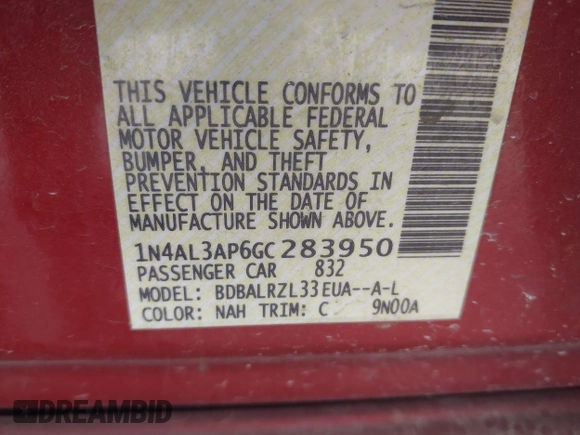 THIS VEHICLE CONFORMS TO
ALL APPLICABLE FEDERAL
MOTOR VEHICLE SAFETY,
BUMPER, AND THEFT
PREVENTION STANDARDS IN
EFFECT ON THE DATE OF
MANUFACTURE SHOWN ABOVE.
1N4AL3AP6GC283950
PASSENGER CAR 832
MODEL: BDBALRZL33EUA--A-L
COLOR: NAH TRIM: C 9N00A
DREAMBID